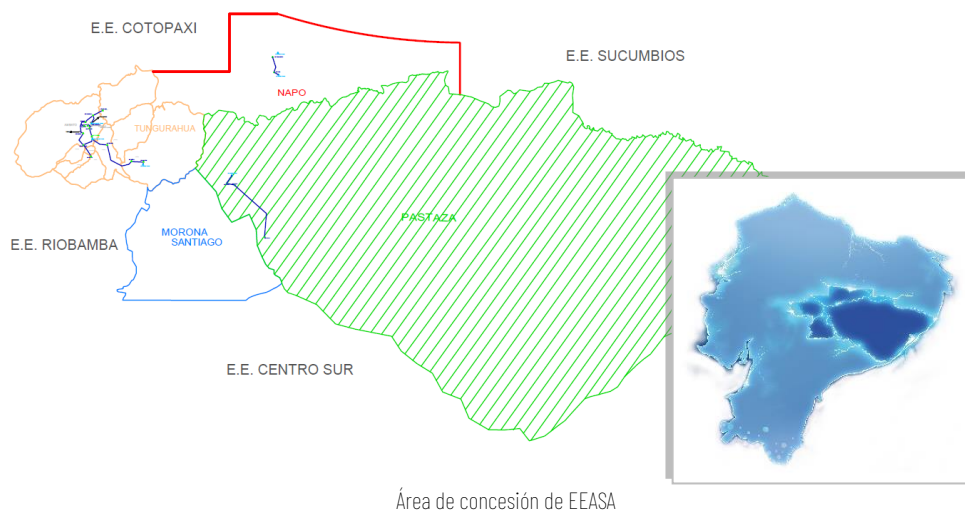 E.E. COTOPAXI
E.E. SUCUMBIOS
NAPO
TUNGURAHUA
PASTAZA
MORONA
SANTIAGO
E.E. RIOBAMBA
E.E. CENTRO SUR
Área de concesión de EEASA